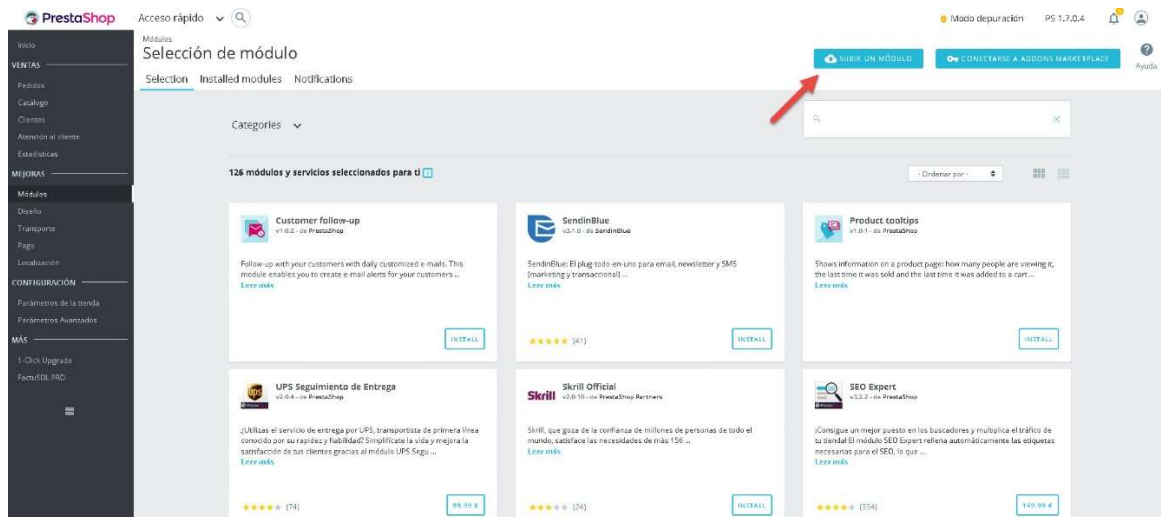 PrestaShop
Acceso rápido
Modo depuración
PS 1.7.0.4
Inicio
VENTAS
Pedidos
Catálogo
Clientes
Atención al cliente
Estadísticas
MEJORAS
Módulos
Diseño
Transporte
Pago
Localización
CONFIGURACIÓN
Parámetros de la tienda
Parámetros Avanzados
MÁS
1-Click Upgrade
FactuSOL PRO
Módulos
Selección de módulo
SUBIR UN MÓDULO
CONECTARSE A ADDONS MARKETPLACE
Ayuda
Selection Installed modules Notifications
Categories
126 módulos y servicios seleccionados para ti
- Ordenar por -
Customer follow-up
v1.0.2 - de PrestaShop
Follow-up with your customers with daily customized e-mails. This
module enables you to create e-mail alerts for your customers ...
Leer más
INSTALL
SendinBlue
- de SendinBlue
SendinBlue: El plug-todo-en-uno para email, newsletter y SMS
(marketing y transaccional) ...
Leer más
(41)
INSTALL
Product tooltips
v1.0.1 - de PrestaShop
Shows information on a product page: how many people are viewing it,
the last time it was sold and the last time it was added to a cart ...
Leer más
INSTALL
UPS Seguimiento de Entrega
v2.0.4 - de PrestaShop
¿Utilizas el servicio de entrega por UPS, transportista de primera línea
conocido por su rapidez y fiabilidad? Simplifícate la vida y mejora la
satisfacción de tus clientes gracias al módulo UPS Segu ...
Leer más
(74)
99.99 €
Skrill
Skrill Official
- de PrestaShop Partners
Skrill, que goza de la confianza de millones de personas de todo el
mundo, satisface las necesidades de más 156 ...
Leer más
(24)
INSTALL
SEO Expert
- de PrestaShop
¡Consigue un mejor puesto en los buscadores y multiplica el tráfico de
tu tienda! El módulo SEO Expert rellena automáticamente las etiquetas
necesarias para el SEO, lo que ...
Leer más
(334)
149.99 €